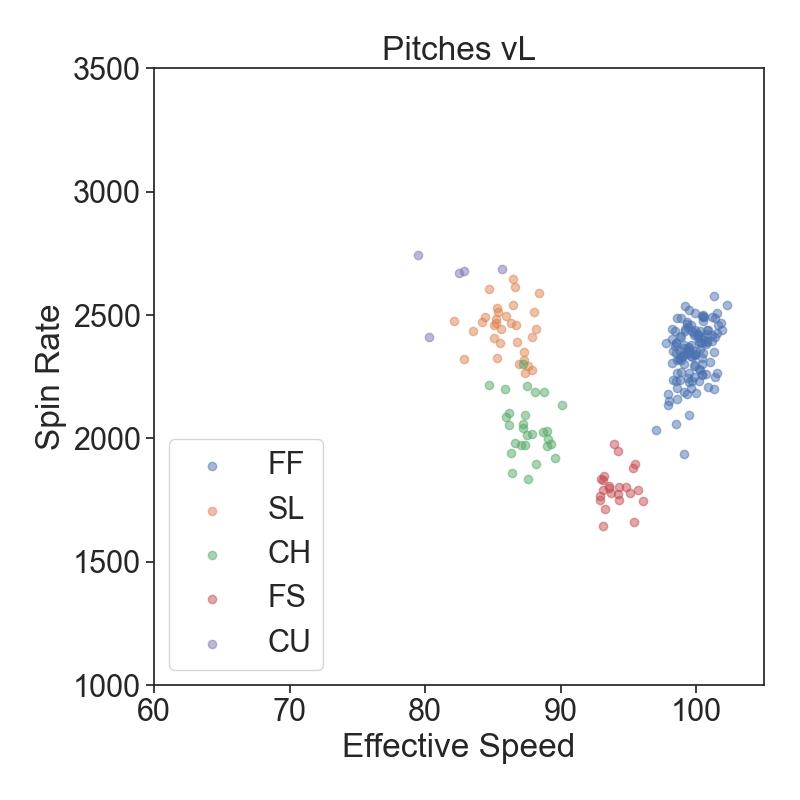 Pitches vL
3500
3000
2500
2000
1500
1000
Spin Rate
FF
SL
CH
FS
CU
60 70 80 90 100
Effective Speed